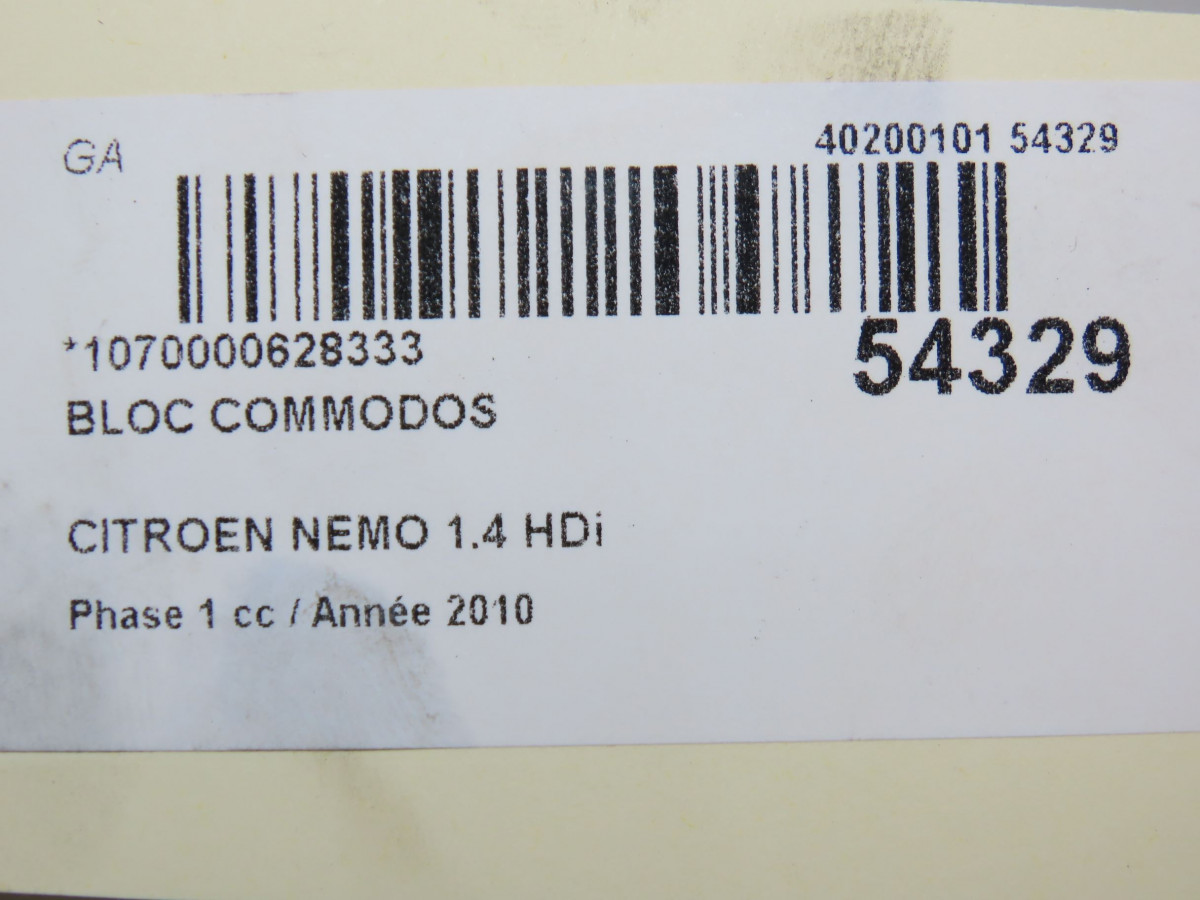 GA
40200101 54329
*1070000628333
54329
BLOC COMMODOS
CITROEN NEMO 1.4 HDi
Phase 1 cc / Année 2010